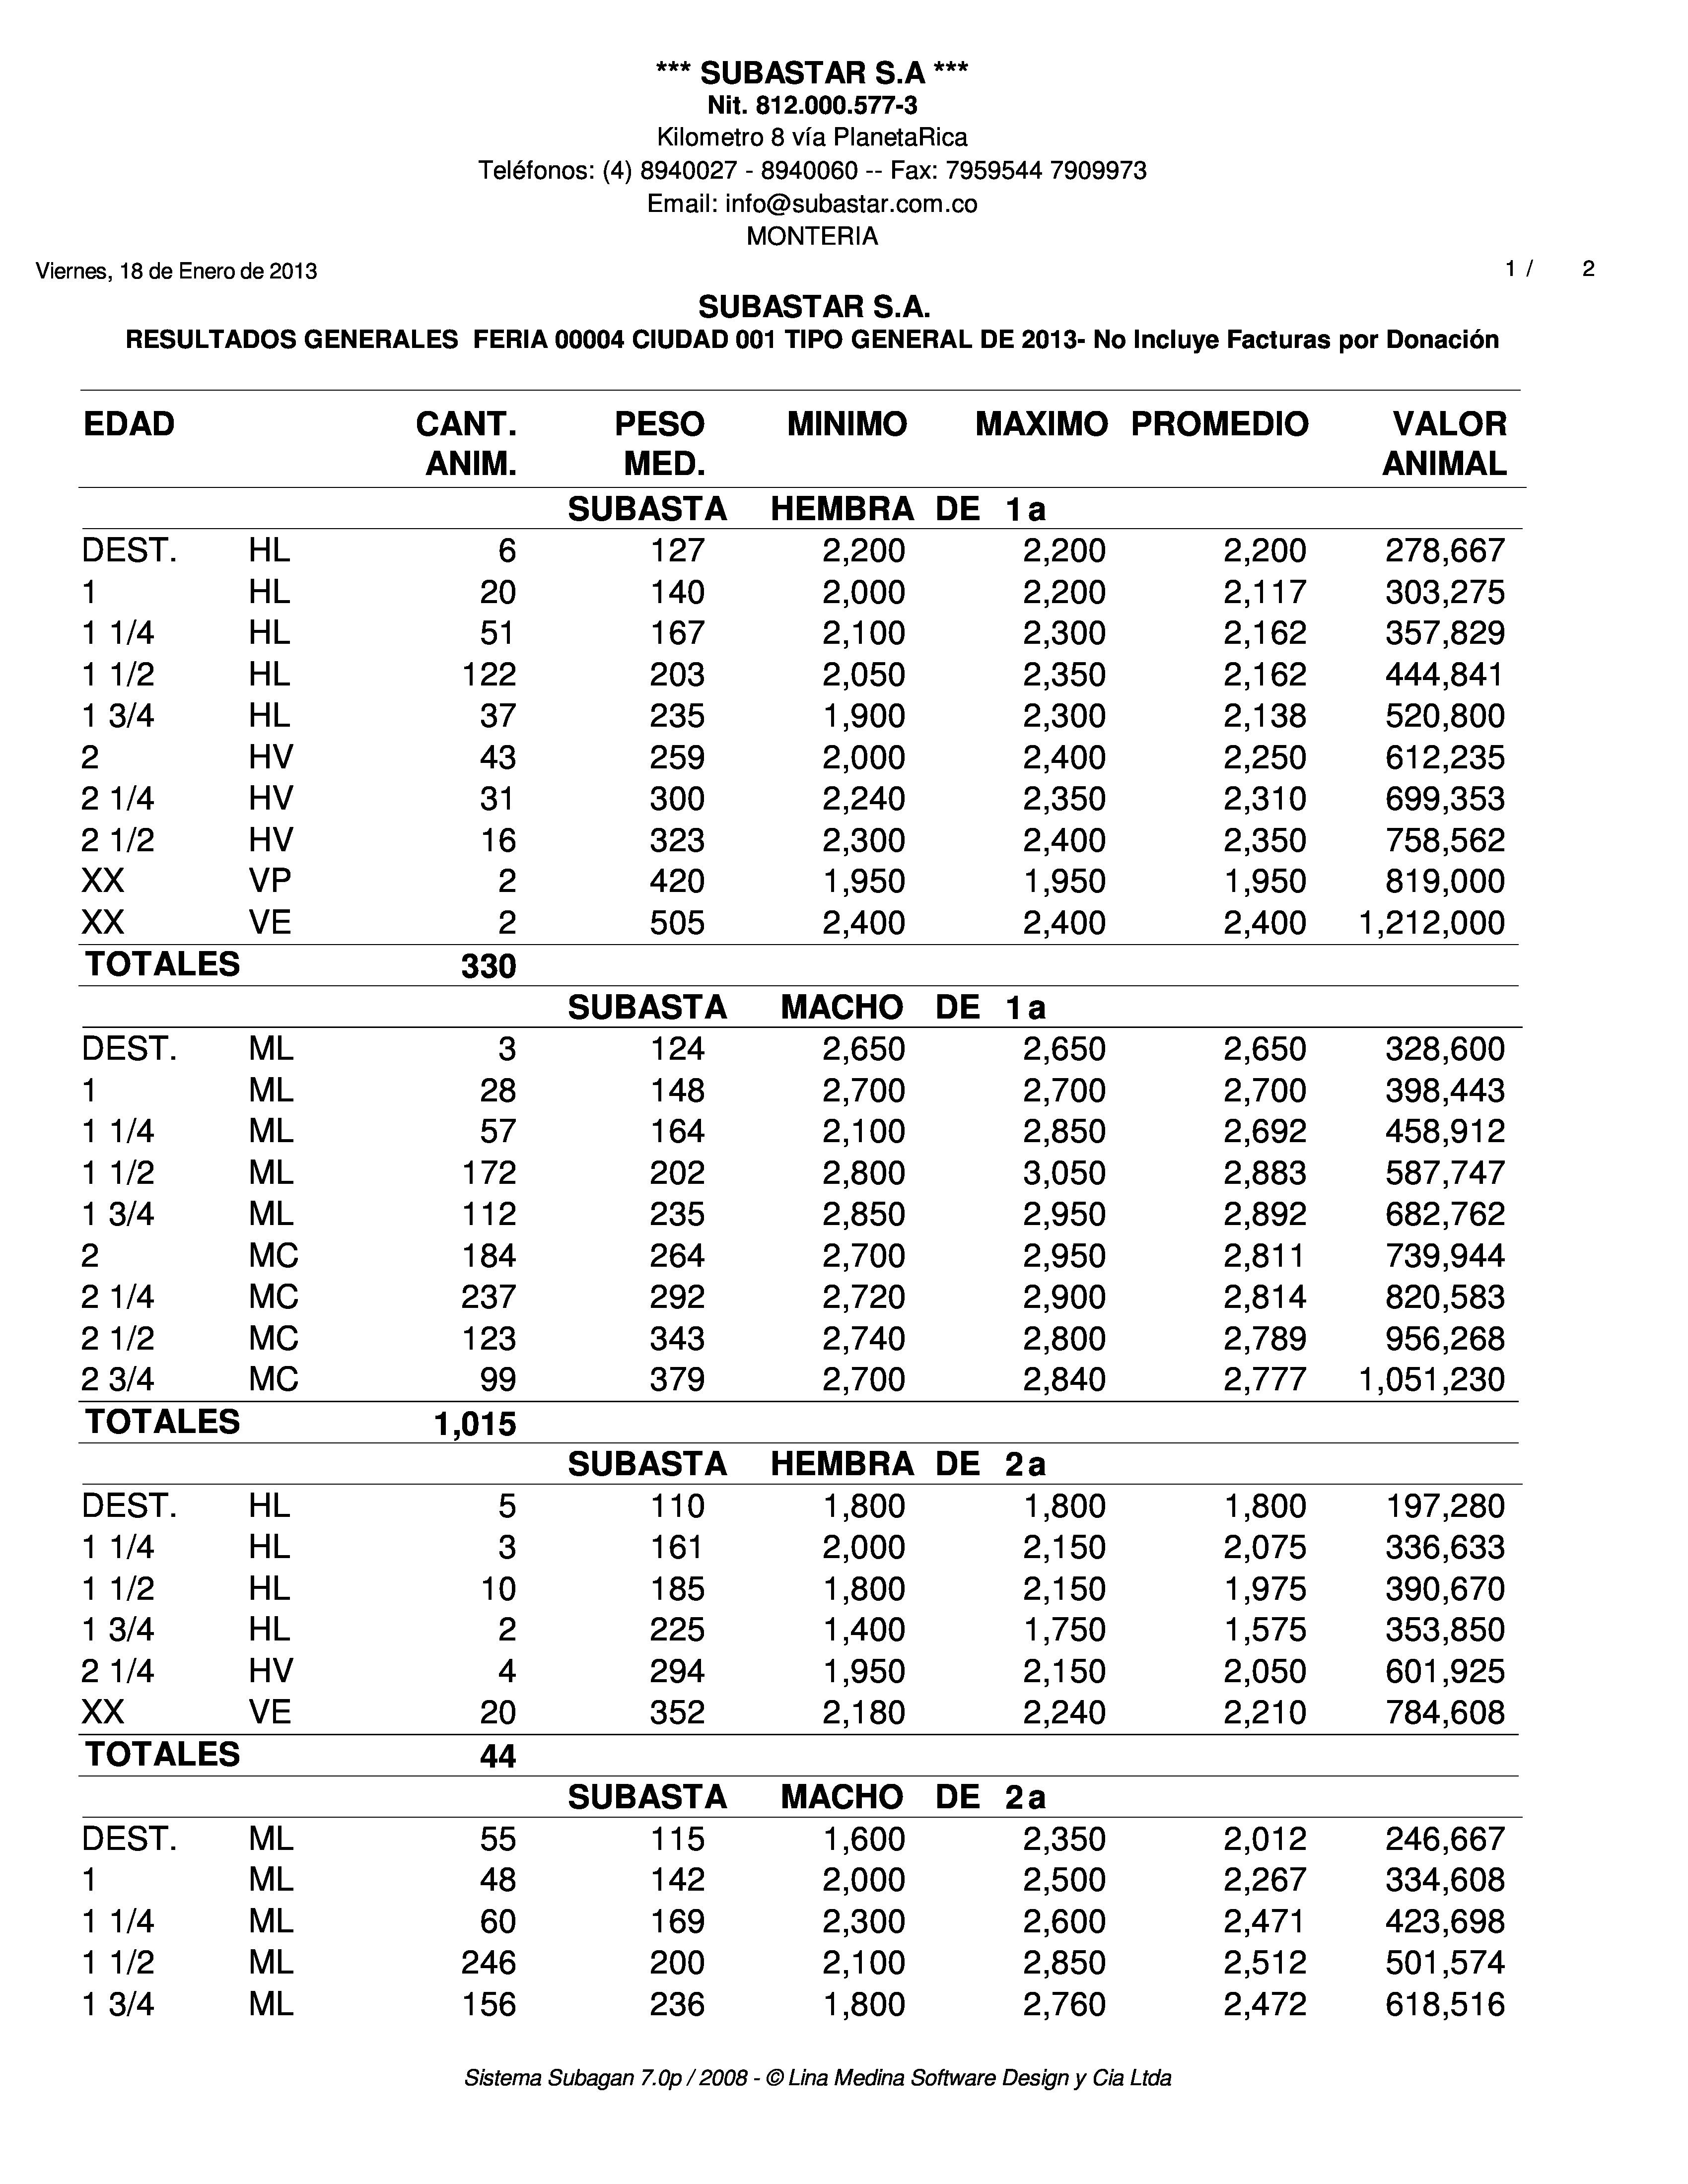 *** SUBASTAR S.A ***
Nit. 812.000.577-3
Kilometro 8 vía PlanetaRica
Teléfonos: (4) 8940027 - 8940060 -- Fax: 7959544 7909973
Email: info@subastar.com.co
MONTERIA
Viernes, 18 de Enero de 2013 1 / 2
SUBASTAR S.A.
RESULTADOS GENERALES FERIA 00004 CIUDAD 001 TIPO GENERAL DE 2013- No Incluye Facturas por Donación
EDAD CANT. PESO MINIMO MAXIMO PROMEDIO VALOR
ANIM. MED. ANIMAL
SUBASTA HEMBRA DE 1a
DEST. HL 6 127 2,200 2,200 2,200 278,667
1 HL 20 140 2,000 2,200 2,117 303,275
1 1/4 HL 51 167 2,100 2,300 2,162 357,829
1 1/2 HL 122 203 2,050 2,350 2,162 444,841
1 3/4 HL 37 235 1,900 2,300 2,138 520,800
2 HV 43 259 2,000 2,400 2,250 612,235
2 1/4 HV 31 300 2,240 2,350 2,310 699,353
2 1/2 HV 16 323 2,300 2,400 2,350 758,562
XX VP 2 420 1,950 1,950 1,950 819,000
XX VE 2 505 2,400 2,400 2,400 1,212,000
TOTALES 330
SUBASTA MACHO DE 1a
DEST. ML 3 124 2,650 2,650 2,650 328,600
1 ML 28 148 2,700 2,700 2,700 398,443
1 1/4 ML 57 164 2,100 2,850 2,692 458,912
1 1/2 ML 172 202 2,800 3,050 2,883 587,747
1 3/4 ML 112 235 2,850 2,950 2,892 682,762
2 MC 184 264 2,700 2,950 2,811 739,944
2 1/4 MC 237 292 2,720 2,900 2,814 820,583
2 1/2 MC 123 343 2,740 2,800 2,789 956,268
2 3/4 MC 99 379 2,700 2,840 2,777 1,051,230
TOTALES 1,015
SUBASTA HEMBRA DE 2a
DEST. HL 5 110 1,800 1,800 1,800 197,280
1 1/4 HL 3 161 2,000 2,150 2,075 336,633
1 1/2 HL 10 185 1,800 2,150 1,975 390,670
1 3/4 HL 2 225 1,400 1,750 1,575 353,850
2 1/4 HV 4 294 1,950 2,150 2,050 601,925
XX VE 20 352 2,180 2,240 2,210 784,608
TOTALES 44
SUBASTA MACHO DE 2a
DEST. ML 55 115 1,600 2,350 2,012 246,667
1 ML 48 142 2,000 2,500 2,267 334,608
1 1/4 ML 60 169 2,300 2,600 2,471 423,698
1 1/2 ML 246 200 2,100 2,850 2,512 501,574
1 3/4 ML 156 236 1,800 2,760 2,472 618,516
Sistema Subagan 7.0p / 2008 - © Lina Medina Software Design y Cia Ltda